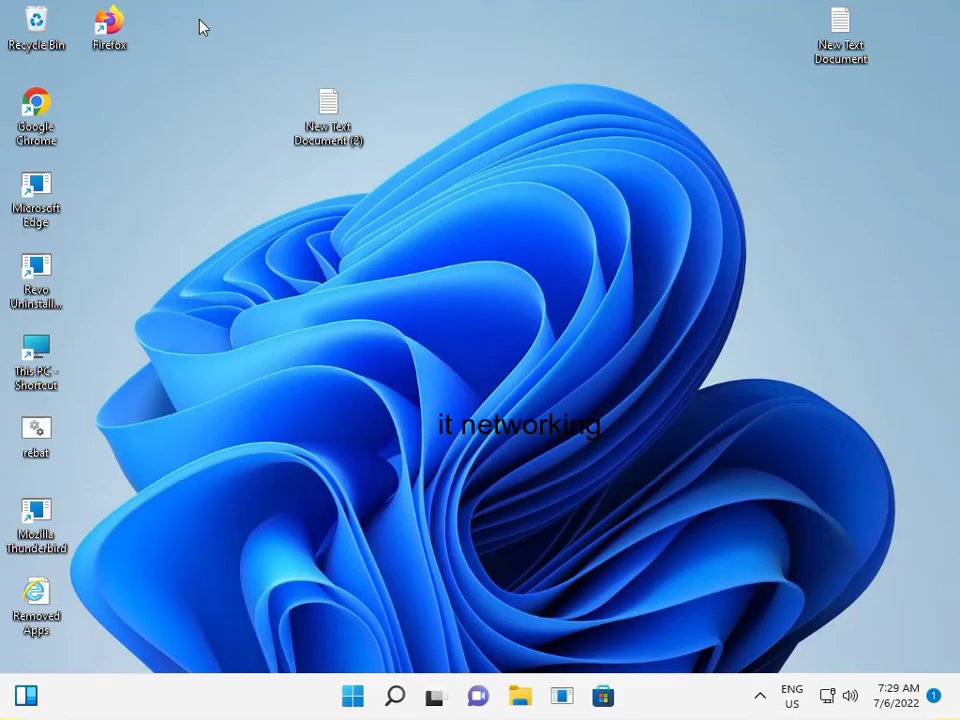 Recycle Bin
Firefox
New Text
Document
Google
Chrome
New Text
Document (2)
Microsoft
Edge
Revo
Uninstall...
This PC -
Shortcut
rebat
it networking
Mozilla
Thunderbird
Removed
Apps
ENG
US
7:29 AM
7/6/2022
1